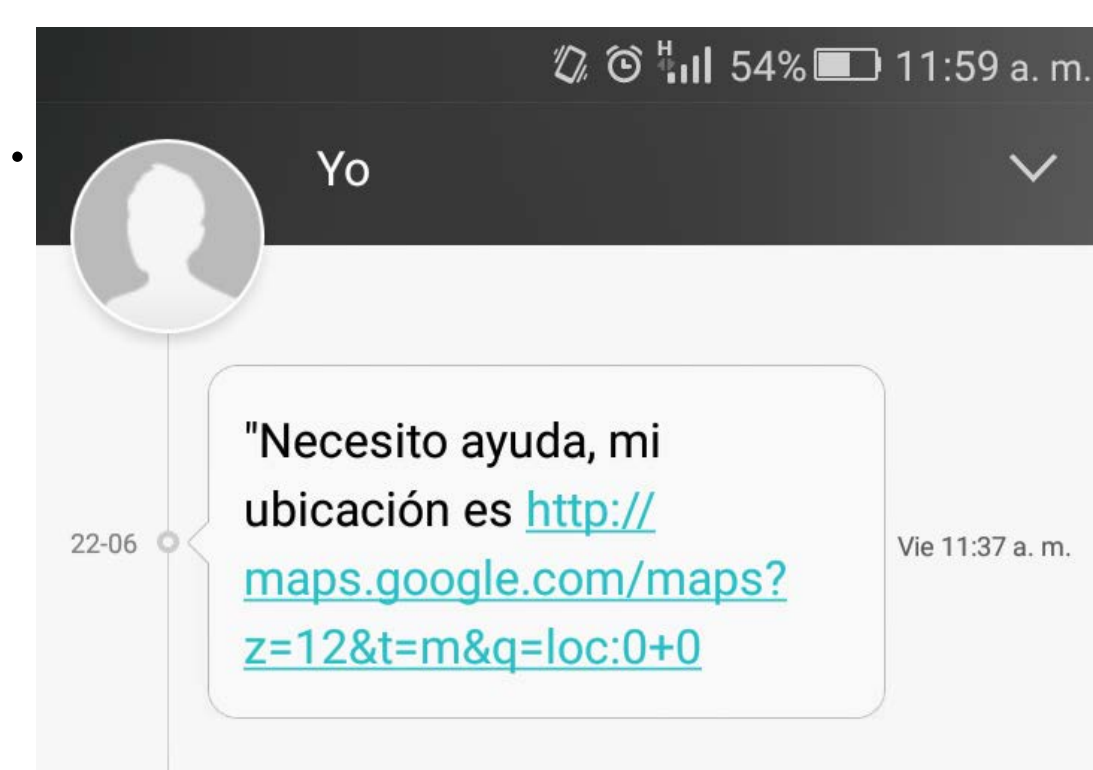 H 54% 11:59 a. m.
Yo
"Necesito ayuda, mi
ubicación es http://
maps.google.com/maps?
z=12&t=m&q=loc:0+0
22-06
Vie 11:37 a. m.